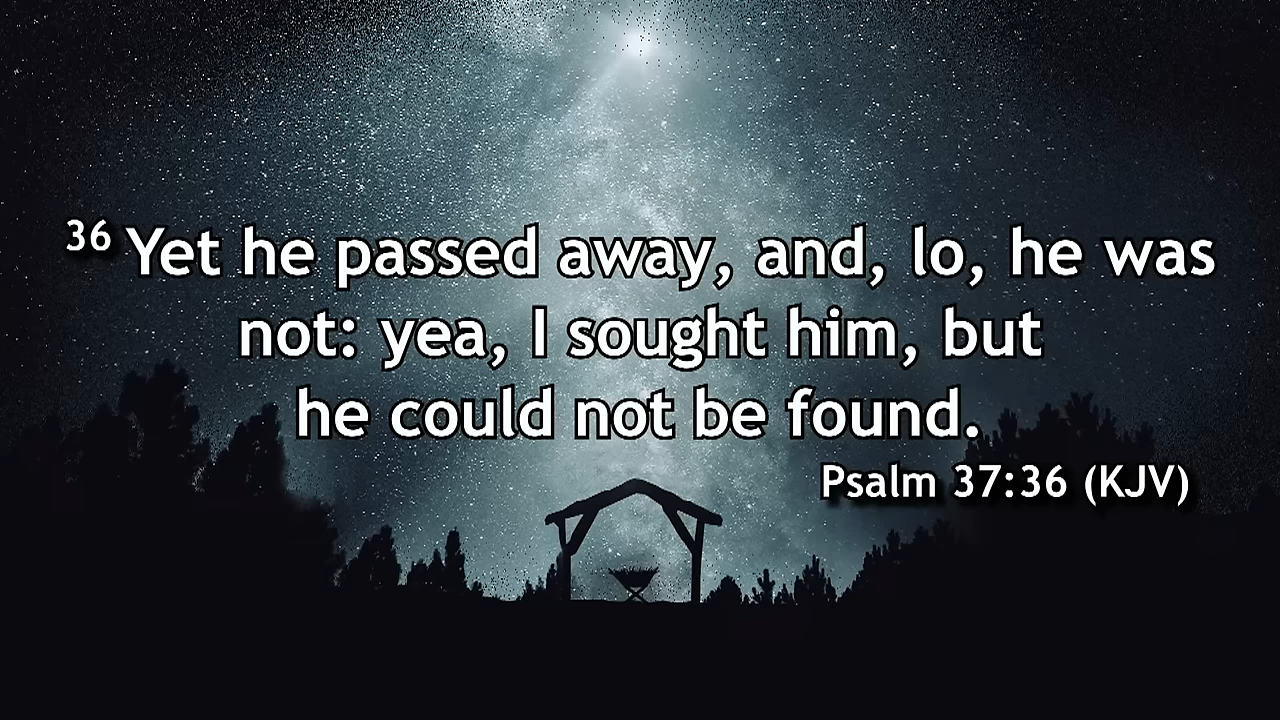 36 Yet he passed away, and, lo, he was
not: yea, I sought him, but
he could not be found.
Psalm 37:36 (KJV)